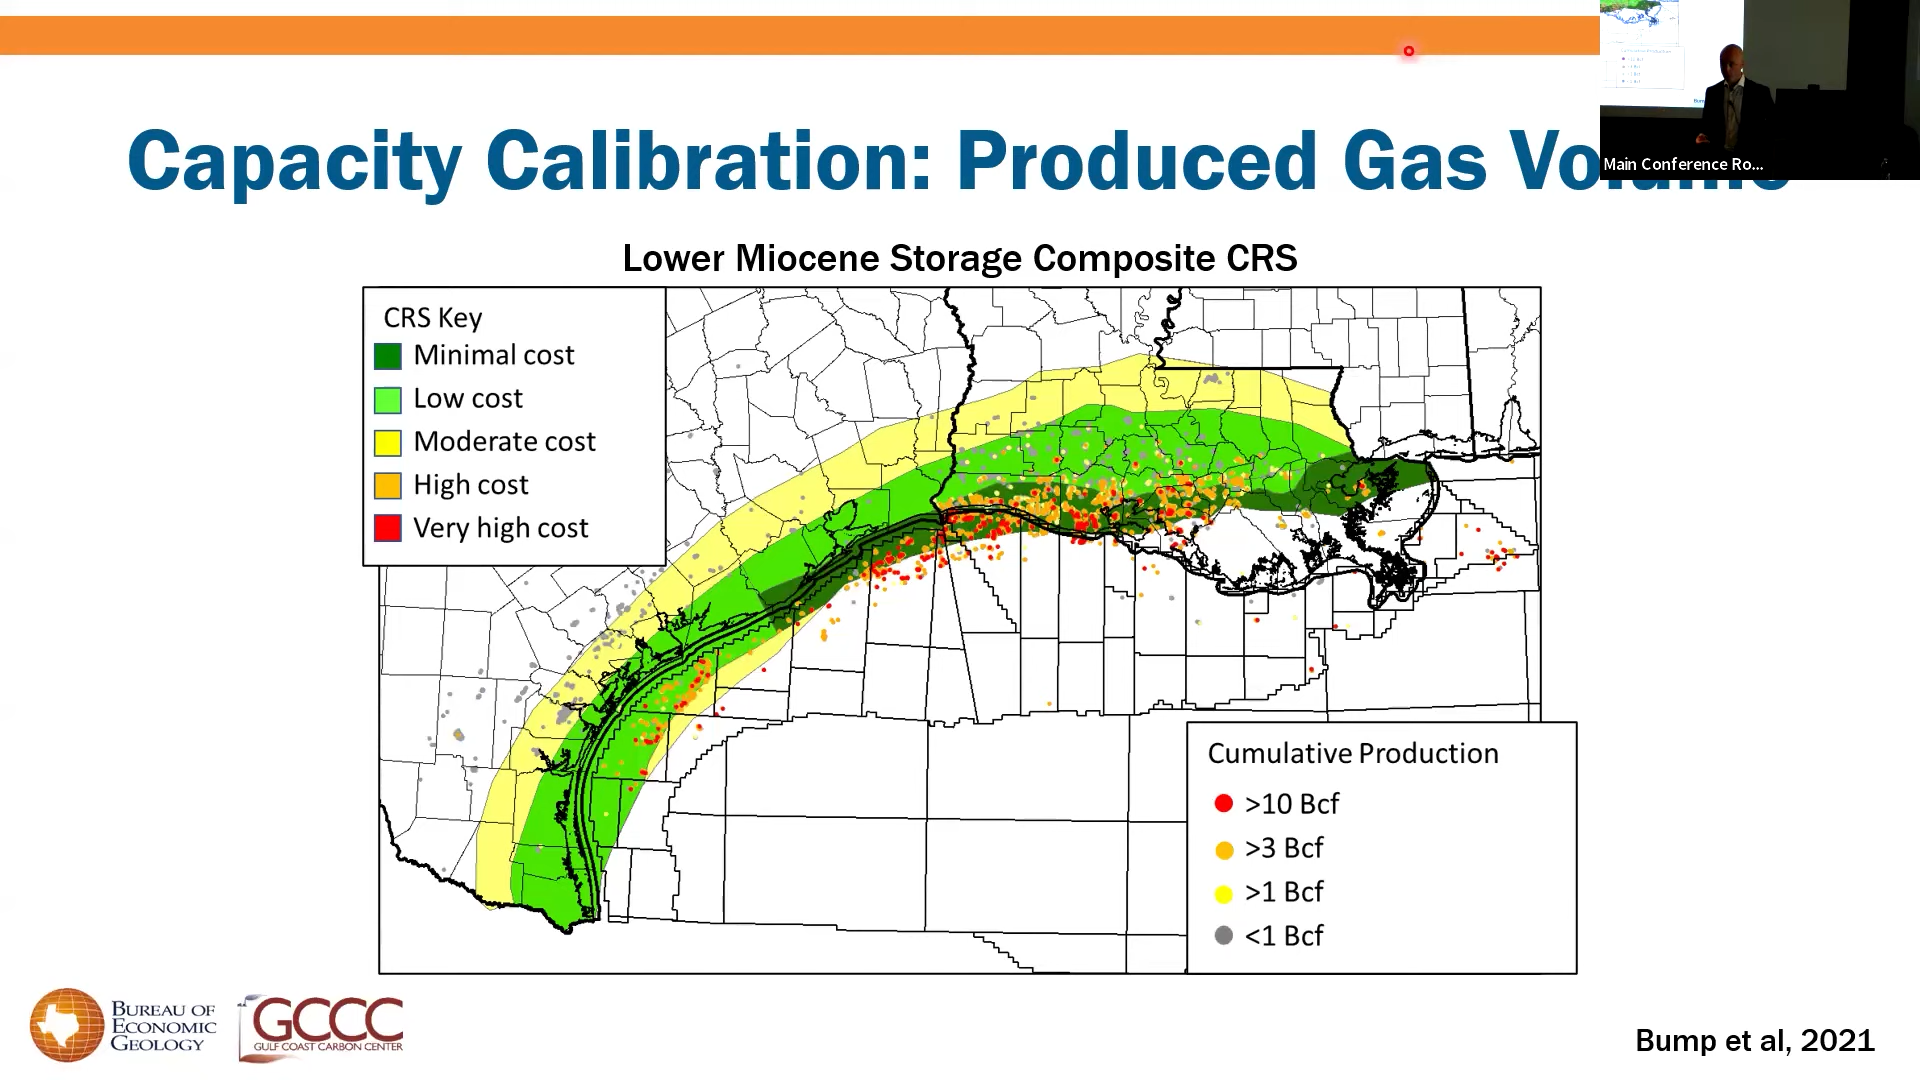 Capacity Calibration: Produced Gas Vo
Main Conference Ro...
Lower Miocene Storage Composite CRS
CRS Key
Minimal cost
Low cost
Moderate cost
High cost
Very high cost
Cumulative Production
>10 Bcf
>3 Bcf
>1 Bcf
<1 Bcf
BUREAU OF
ECONOMIC
GEOLOGY
GCCC
GULF COAST CARBON CENTER
Bump et al, 2021